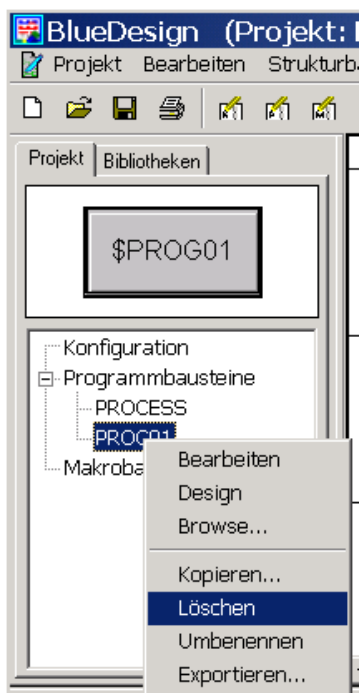 BlueDesign (Projekt:
Projekt Bearbeiten Strukturb
Projekt Bibliotheken
$PROG01
Konfiguration
Programmbausteine
PROCESS
PROG01
Makroba
Bearbeiten
Design
Browse...
Kopieren...
Löschen
Umbenennen
Exportieren...